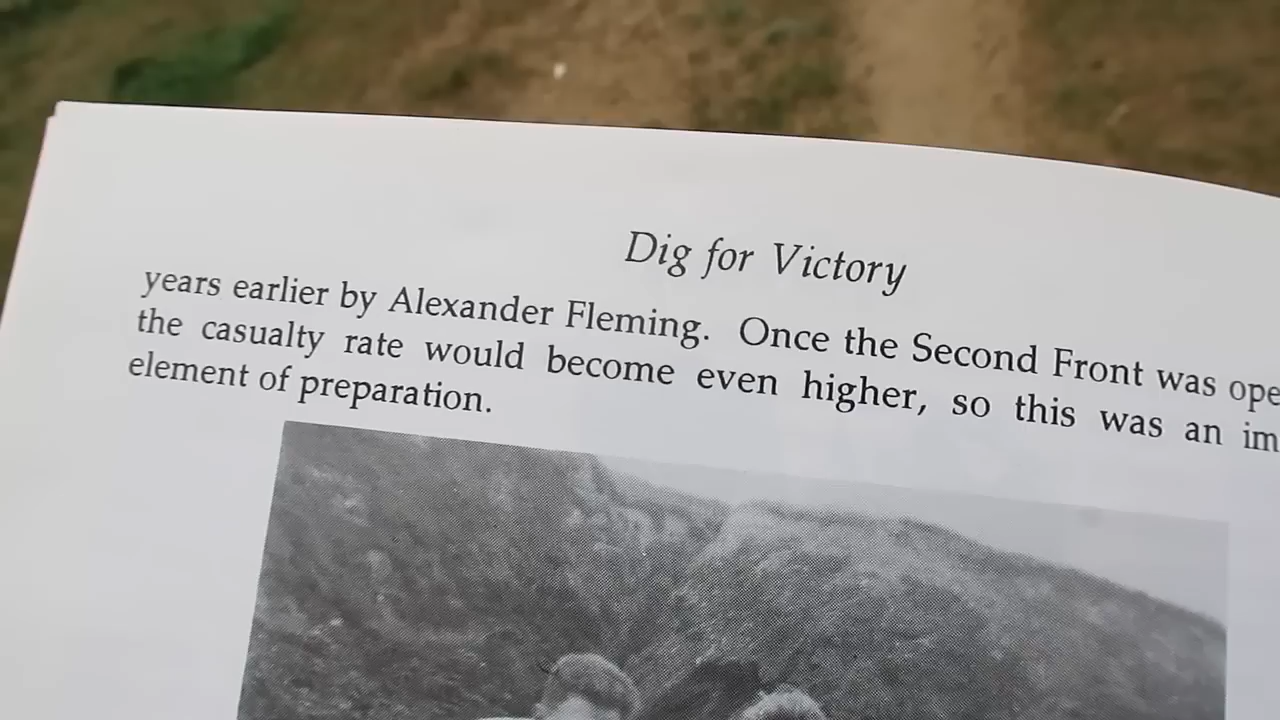 Dig for Victory
years earlier by Alexander Fleming. Once the Second Front was
the casualty rate would become even higher, so this was an
element of preparation.